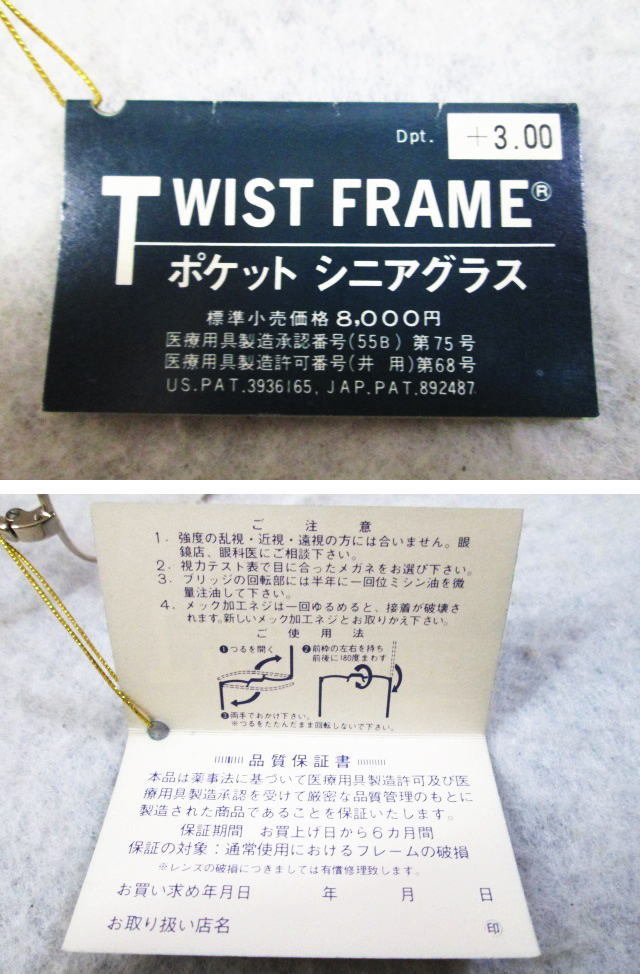 Dpt. +3.00
TWIST FRAME®
ポケット シニアグラス
標準小売価格 8,000円
医療用具製造承認番号(55B) 第75号
医療用具製造許可番号(井 用)第68号
US.PAT.3936165, JAP.PAT.892487
ご 注 意
1. 強度の乱視・近視・遠視の方には合いません。眼
鏡店、眼科医にご相談下さい。
2. 視力テスト表で目に合ったメガネをお選び下さい。
3. ブリッジの回転部には半年に一回位ミシン油を微
量注油して下さい。
4. メック加工ネジは一回ゆるめると、接着が破壊さ
れます。新しいメック加工ネジとお取りかえ下さい。
ご 使 用 法
❶つるを開く
❷前枠の左右を持ち
前後に180度まわす
❸両手でおかけ下さい。
※つるをたたんだまま回転しないで下さい。
品質保証書
本品は薬事法に基づいて医療用具製造許可及び医
療用具製造承認を受けて厳密な品質管理のもとに
製造された商品であることを保証いたします。
保証期間 お買上げ日から6カ月間
保証の対象:通常使用におけるフレームの破損
※レンズの破損につきましては有償修理致します。
お買い求め年月日 年 月 日
お取り扱い店名 印